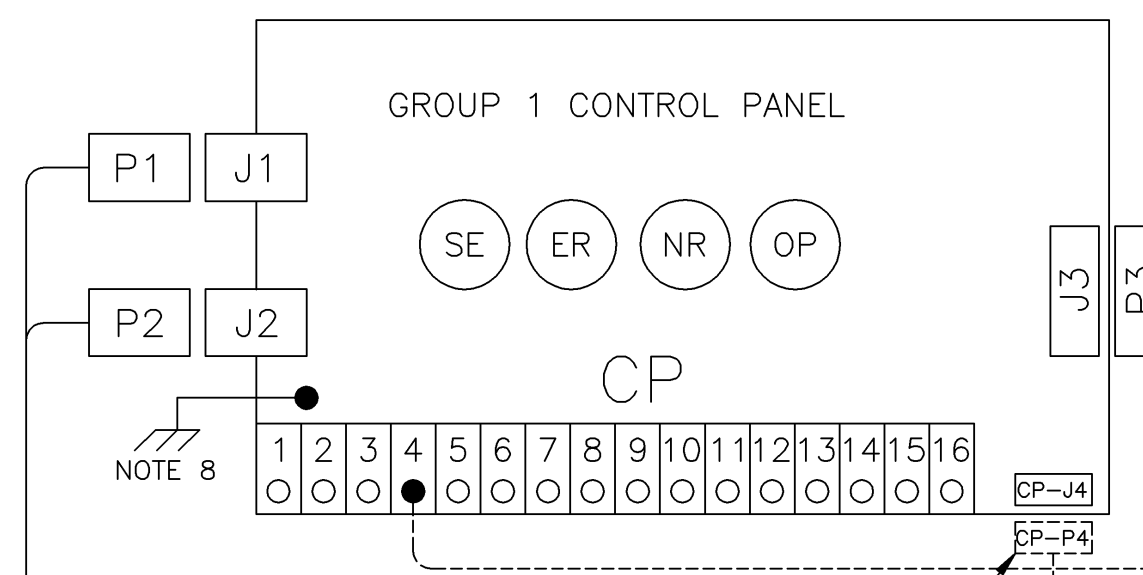 GROUP 1 CONTROL PANEL
P1
J1
SE
ER
NR
OP
J3
P3
P2
J2
CP
NOTE 8
1 2 3 4 5 6 7 8 9 10 11 12 13 14 15 16
CP-J4
CP-P4